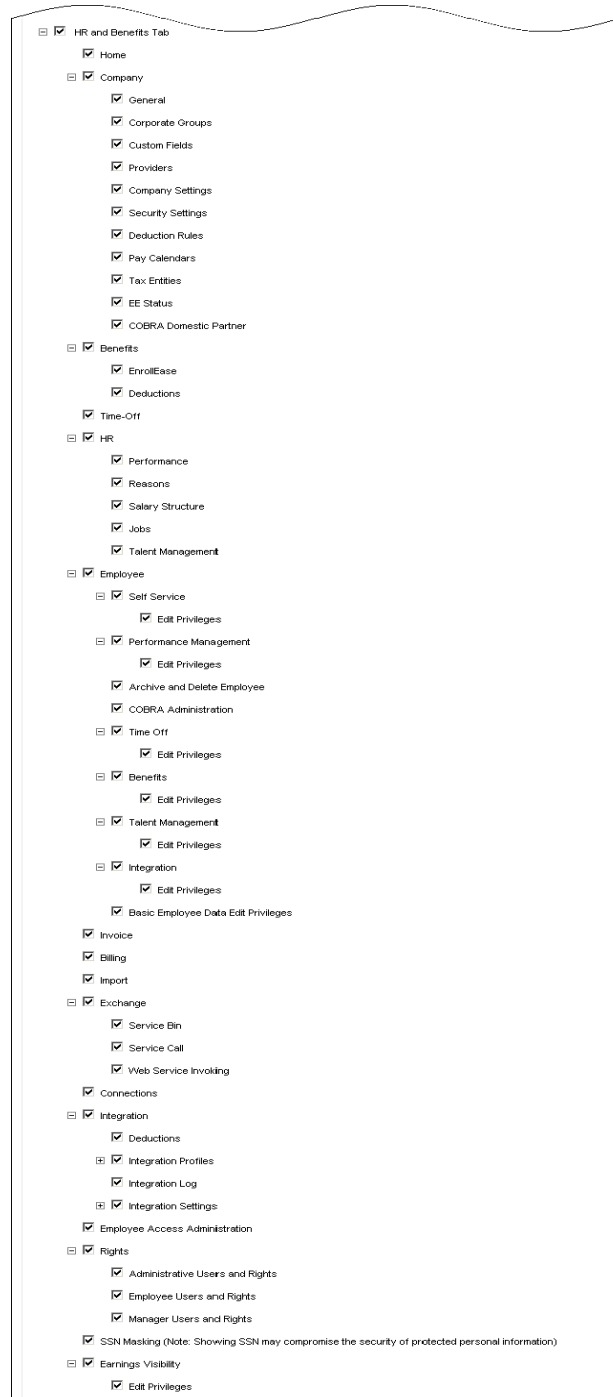 HR and Benefits Tab
Home
Company
General
Corporate Groups
Custom Fields
Providers
Company Settings
Security Settings
Deduction Rules
Pay Calendars
Tax Entities
EE Status
COBRA Domestic Partner
Benefits
EnrollEase
Deductions
Time-Off
HR
Performance
Reasons
Salary Structure
Jobs
Talent Management
Employee
Self Service
Edit Privileges
Performance Management
Edit Privileges
Archive and Delete Employee
COBRA Administration
Time Off
Edit Privileges
Benefits
Edit Privileges
Talent Management
Edit Privileges
Integration
Edit Privileges
Basic Employee Data Edit Privileges
Invoice
Billing
Import
Exchange
Service Bin
Service Call
Web Service Invoking
Connections
Integration
Deductions
Integration Profiles
Integration Log
Integration Settings
Employee Access Administration
Rights
Administrative Users and Rights
Employee Users and Rights
Manager Users and Rights
SSN Masking (Note: Showing SSN may compromise the security of protected personal information)
Earnings Visibility
Edit Privileges